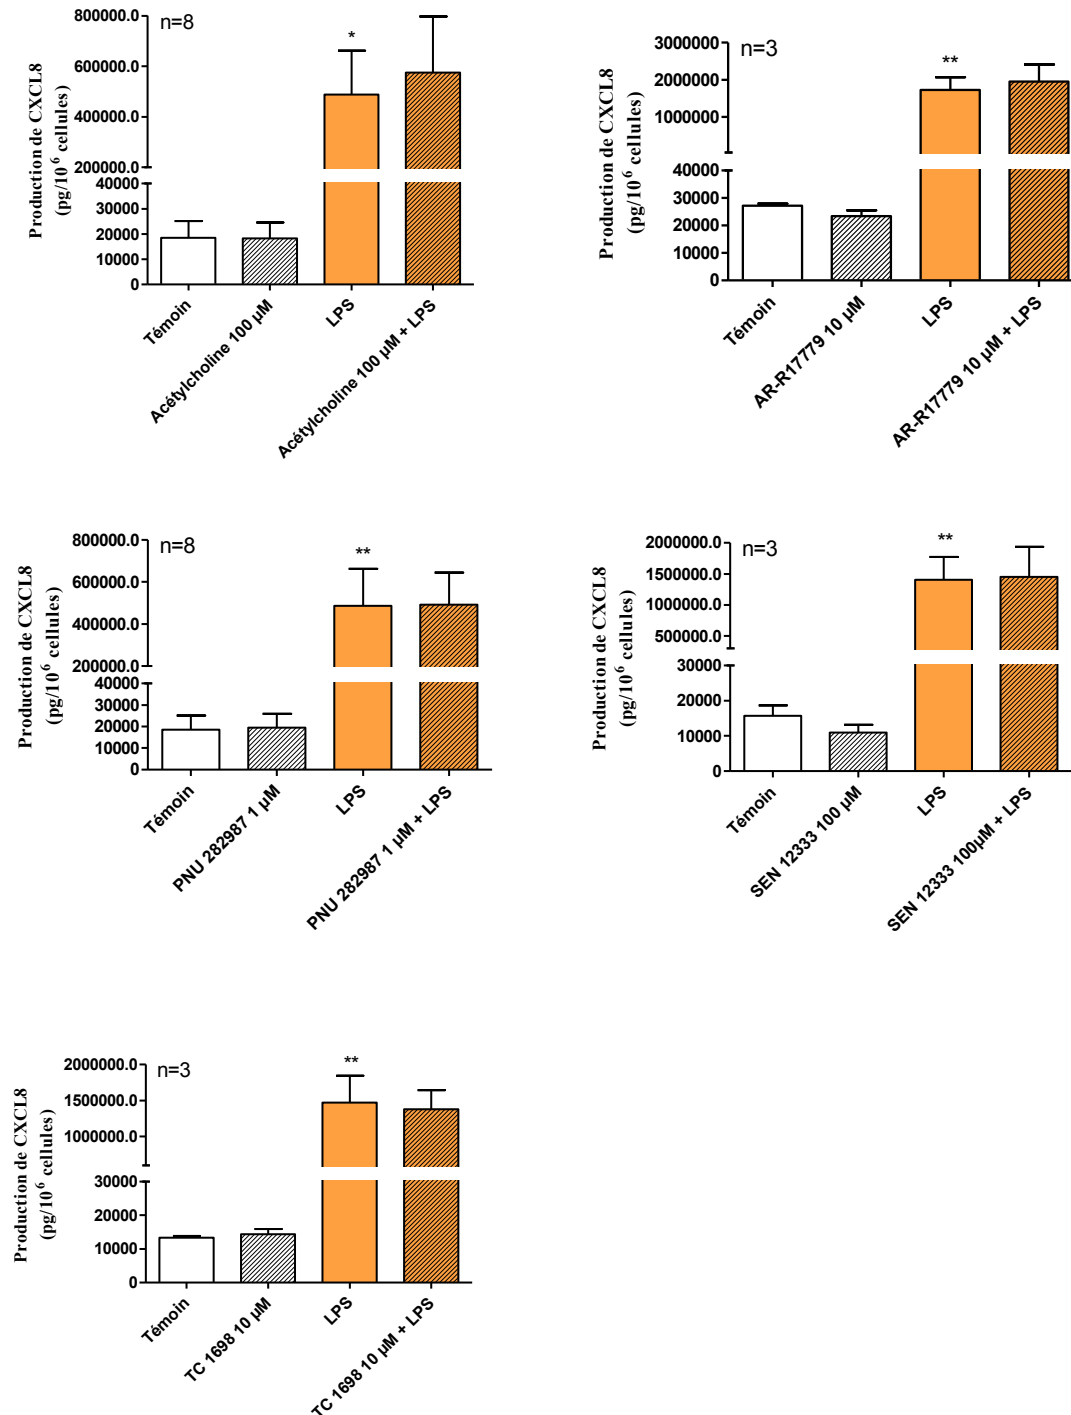 n=8
*
Production de CXCL8
(pg/10⁶ cellules)
800000.0
600000.0
400000.0
200000.0
40000
30000
20000
10000
0
Témoin
Acétylcholine 100 µM
LPS
Acétylcholine 100 µM + LPS
n=3
**
Production de CXCL8
(pg/10⁶ cellules)
3000000
2000000
1000000
40000
30000
20000
10000
0
Témoin
AR-R17779 10 µM
LPS
AR-R17779 10 µM + LPS
n=8
**
Production de CXCL8
(pg/10⁶ cellules)
800000.0
600000.0
400000.0
200000.0
40000
30000
20000
10000
0
Témoin
PNU 282987 1 µM
LPS
PNU 282987 1 µM + LPS
n=3
**
Production de CXCL8
(pg/10⁶ cellules)
2000000.0
1500000.0
1000000.0
500000.0
30000
20000
10000
0
Témoin
SEN 12333 100 µM
LPS
SEN 12333 100µM + LPS
n=3
**
Production de CXCL8
(pg/10⁶ cellules)
2000000.0
1500000.0
1000000.0
30000
20000
10000
0
Témoin
TC 1698 10 µM
LPS
TC 1698 10 µM + LPS